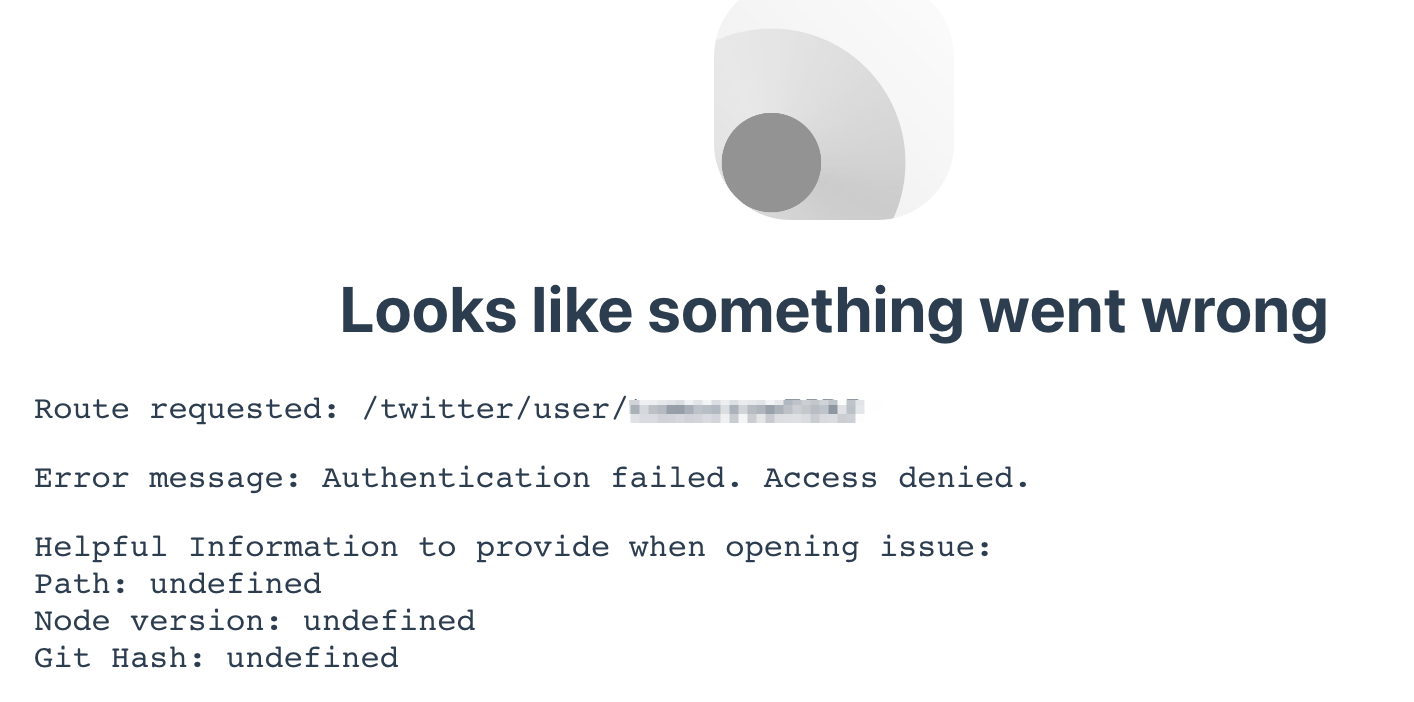 Looks like something went wrong
Route requested: /twitter/user/
Error message: Authentication failed. Access denied.
Helpful Information to provide when opening issue:
Path: undefined
Node version: undefined
Git Hash: undefined